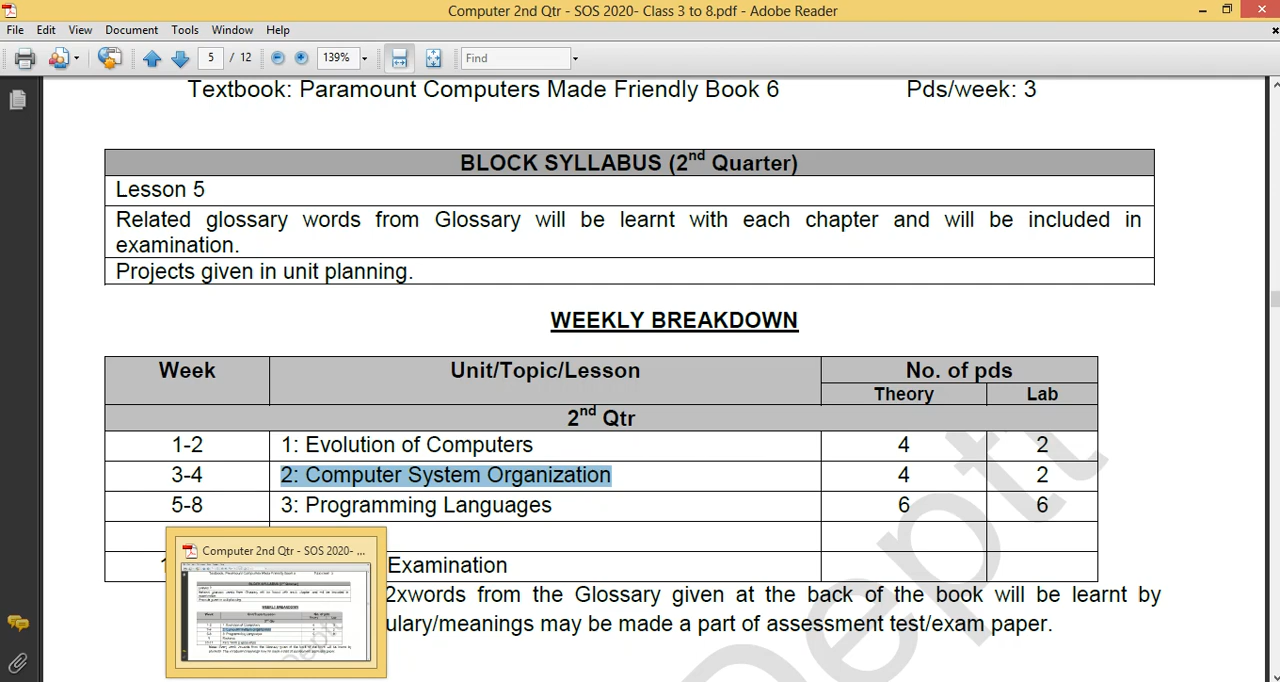 Computer 2nd Qtr - SOS 2020- Class 3 to 8.pdf - Adobe Reader
File Edit View Document Tools Window Help
5 / 12 139% Find
Textbook: Paramount Computers Made Friendly Book 6 Pds/week: 3
BLOCK SYLLABUS (2nd Quarter)
Lesson 5
Related glossary words from Glossary will be learnt with each chapter and will be included in
examination.
Projects given in unit planning.
WEEKLY BREAKDOWN
Week Unit/Topic/Lesson No. of pds
Theory Lab
2nd Qtr
1-2 1: Evolution of Computers 4 2
3-4 2: Computer System Organization 4 2
5-8 3: Programming Languages 6 6
Computer 2nd Qtr - SOS 2020- ...
Examination
2xwords from the Glossary given at the back of the book will be learnt by
ulary/meanings may be made a part of assessment test/exam paper.
Deptt